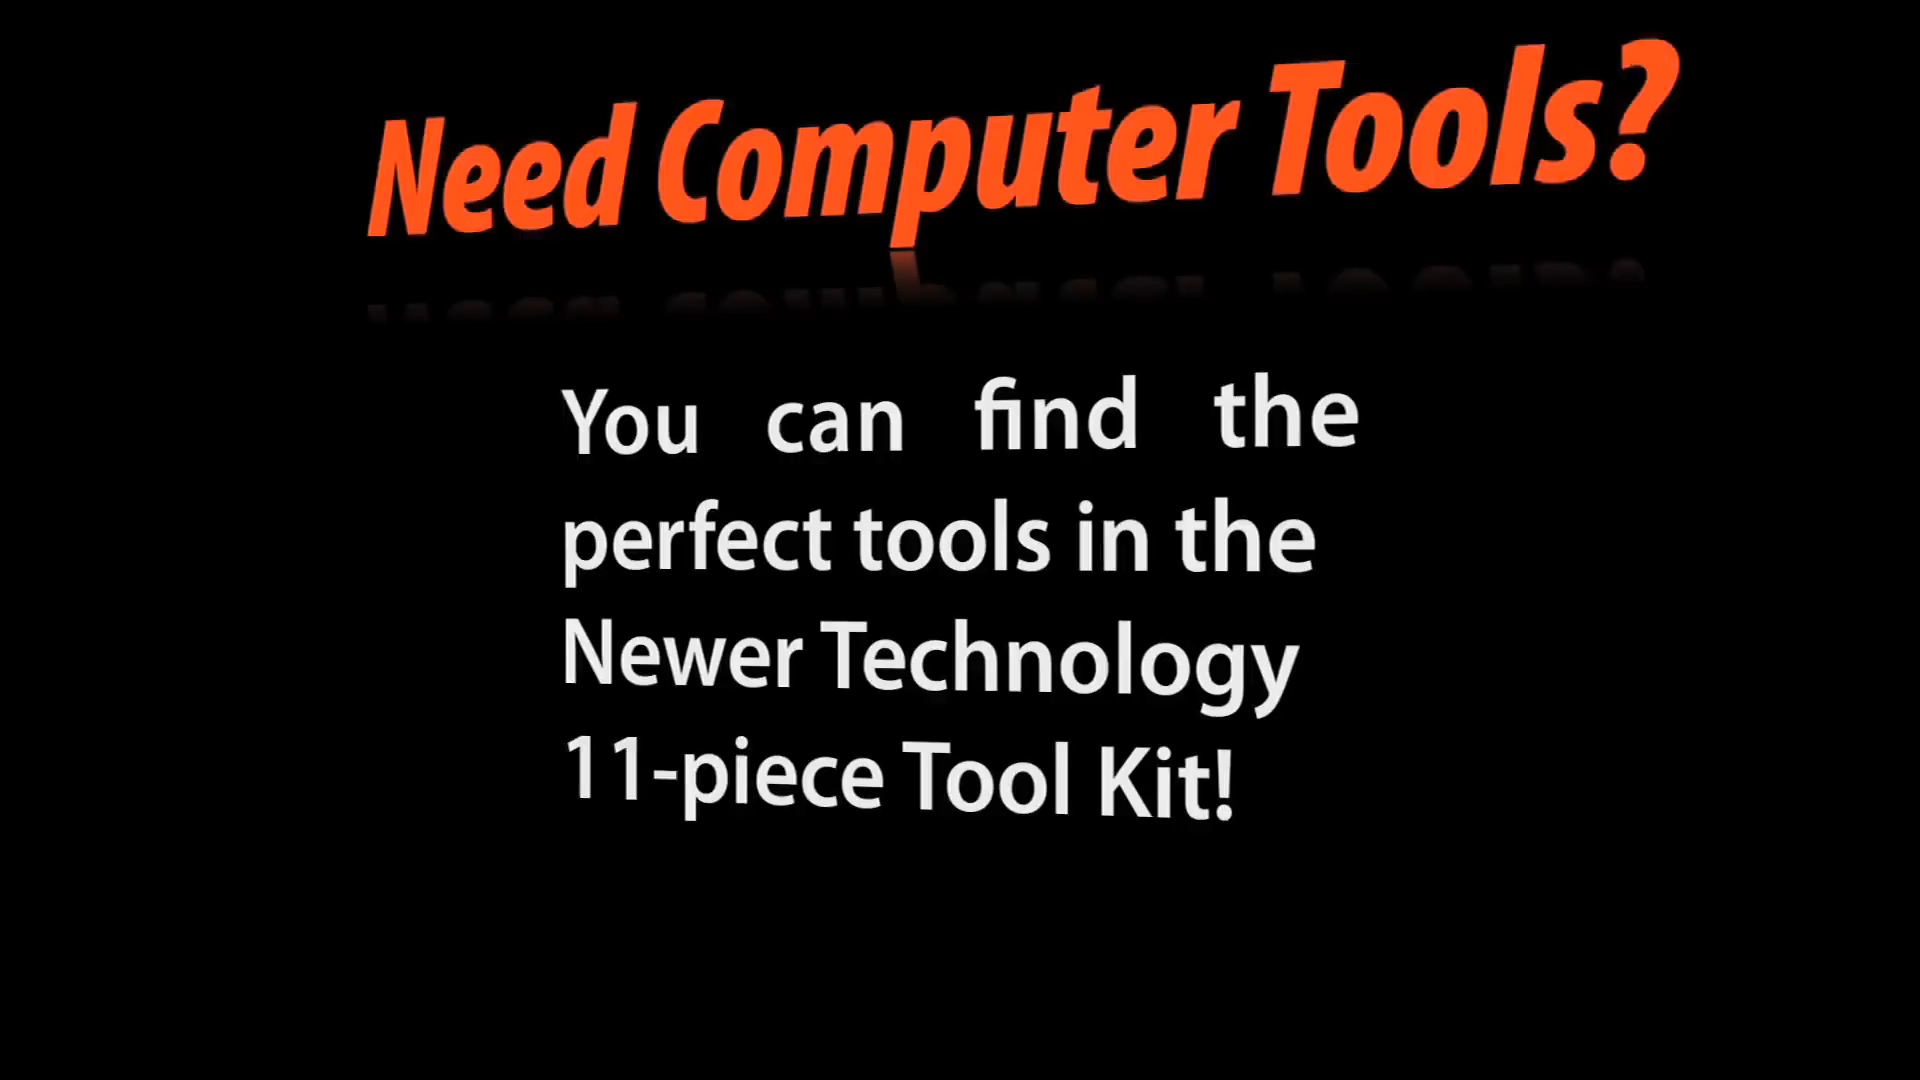 Need Computer Tools?
You can find the
perfect tools in the
Newer Technology
11-piece Tool Kit!